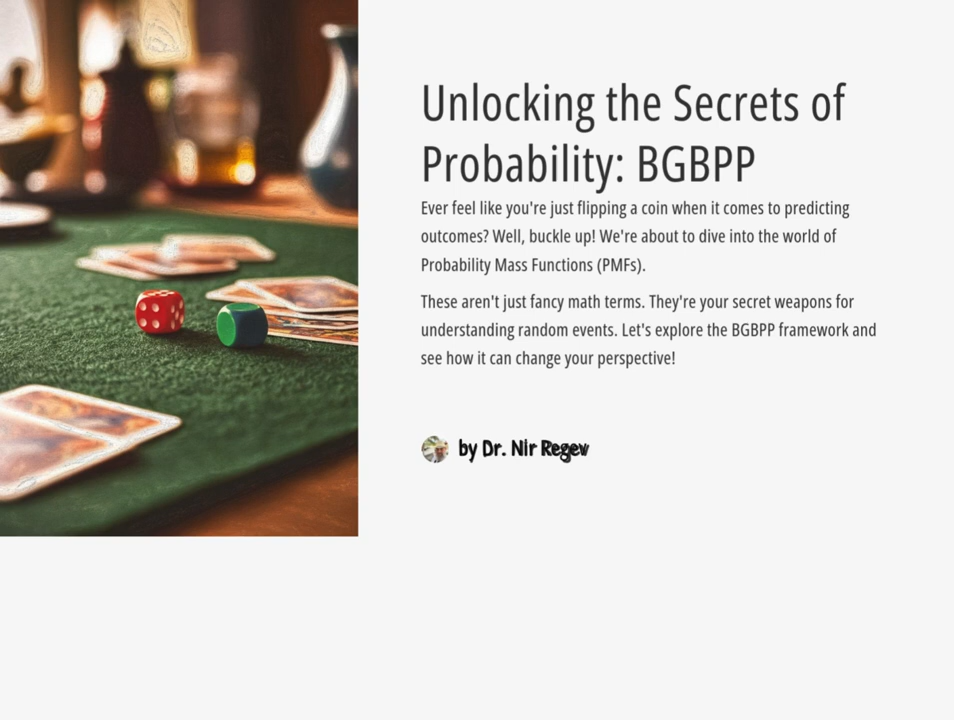 Unlocking the Secrets of
Probability: BGBPP
Ever feel like you're just flipping a coin when it comes to predicting
outcomes? Well, buckle up! We're about to dive into the world of
Probability Mass Functions (PMFs).
These aren't just fancy math terms. They're your secret weapons for
understanding random events. Let's explore the BGBPP framework and
see how it can change your perspective!
by Dr. Nir Regev